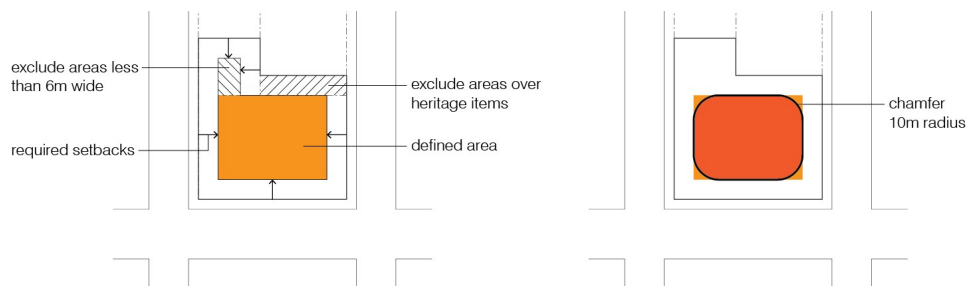 exclude areas less
than 6m wide
required setbacks
exclude areas over
heritage items
defined area
chamfer
10m radius